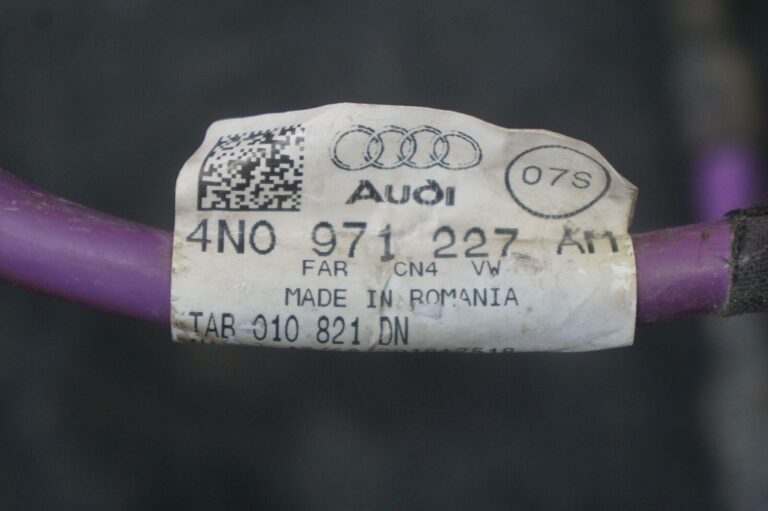 AUDI
07S
4N0 971 227 AM
FAR CN4 VW
MADE IN ROMANIA
TAB 010 821 DN